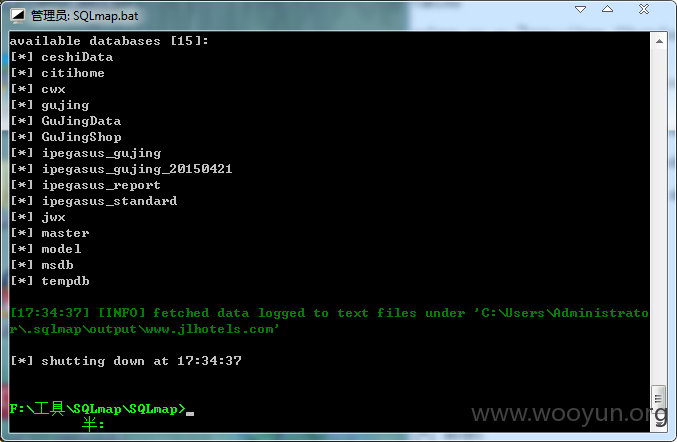 管理员: SQLmap.bat
available databases [15]:
[*] ceshiData
[*] citihome
[*] cwx
[*] gujing
[*] GuJingData
[*] GuJingShop
[*] ipegasus_gujing
[*] ipegasus_gujing_20150421
[*] ipegasus_report
[*] ipegasus_standard
[*] jwx
[*] master
[*] model
[*] msdb
[*] tempdb
[17:34:37] [INFO] fetched data logged to text files under 'C:\Users\Administrato
r\.sqlmap\output\www.jlhotels.com'
[*] shutting down at 17:34:37
F:\工具\SQLmap\SQLmap>
半:
www.wooyun.org